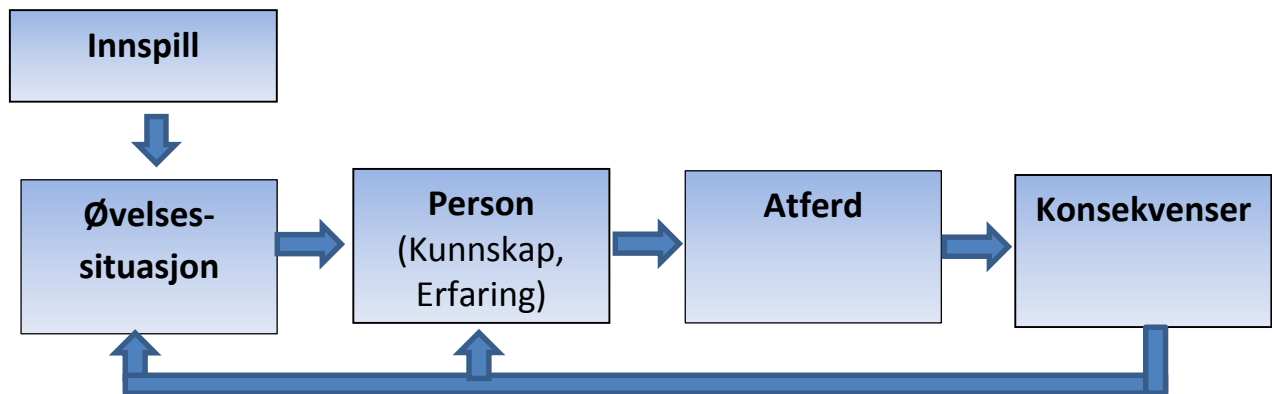 Innspill
Øvelses-
situasjon
Person
(Kunnskap,
Erfaring)
Atferd
Konsekvenser